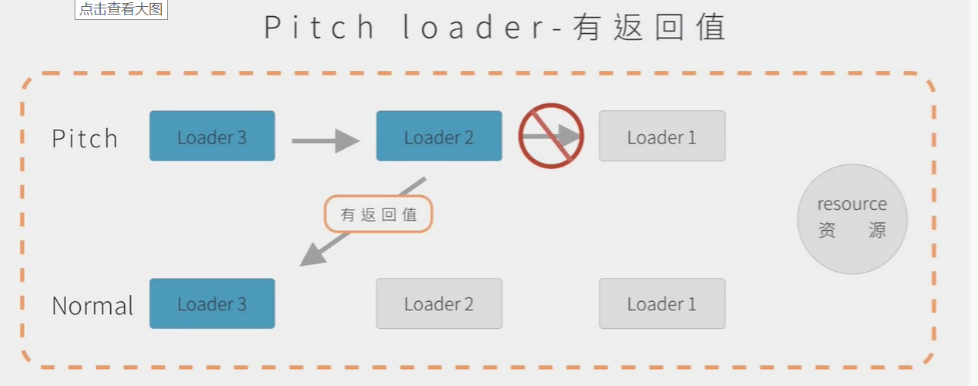 点击查看大图
Pitch loader-有返回值
Pitch
Loader 3
Loader 2
Loader 1
resource
资 源
有返回值
Normal
Loader 3
Loader 2
Loader 1